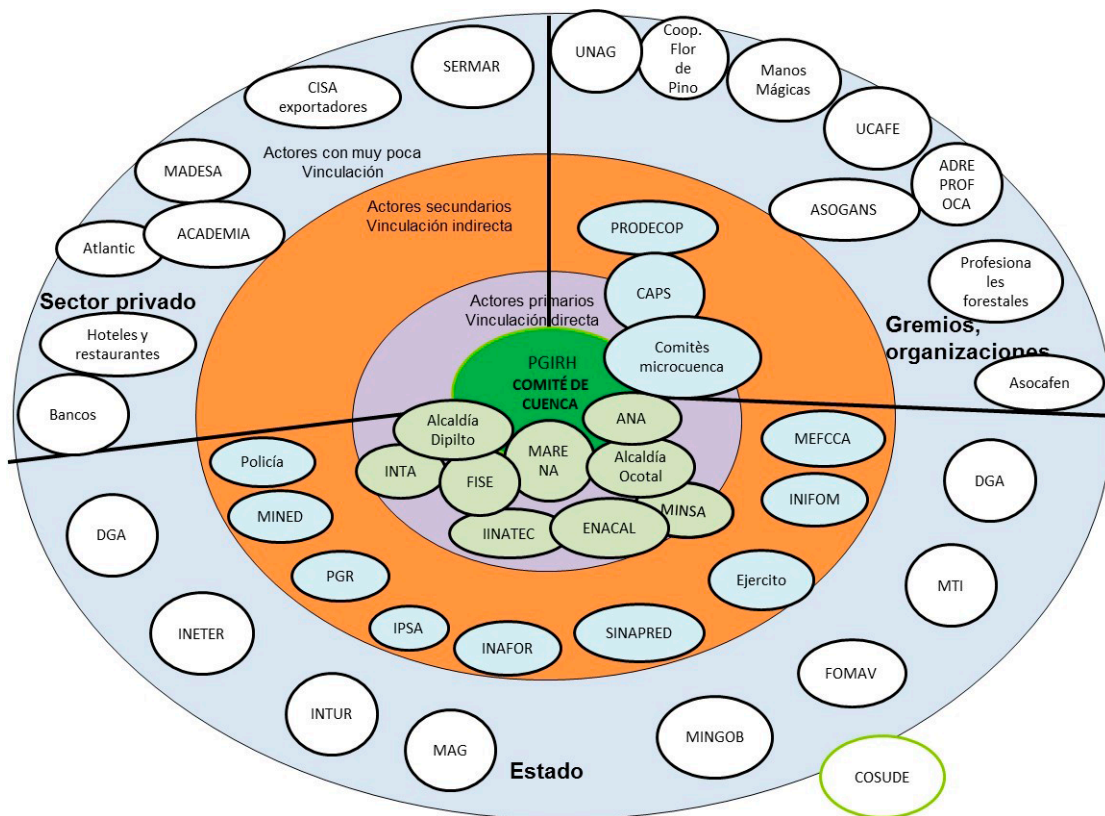 SERMAR
CISA
exportadores
Actores con muy poca
Vinculación
MADESA
ACADEMIA
Atlantic
Sector privado
Hoteles y
restaurantes
Bancos
UNAG
Coop.
Flor
de
Pino
Manos
Mágicas
UCAFE
ADRE
PROF
OCA
ASOGANS
Profesiona
les
forestales
Gremios,
organizaciones
Asocafen
Actores secundarios
Vinculación indirecta
PRODECOP
CAPS
Comitès
microcuenca
Actores primarios
Vinculación directa
PGIRH
COMITÉ DE
CUENCA
Alcaldía
Dipilto
ANA
MARE
NA
Alcaldía
Ocotal
INTA
FISE
MINSA
IINATEC
ENACAL
Policía
MINED
PGR
IPSA
INAFOR
SINAPRED
Ejercito
INIFOM
MEFCCA
DGA
INETER
INTUR
MAG
Estado
MINGOB
FOMAV
MTI
DGA
COSUDE